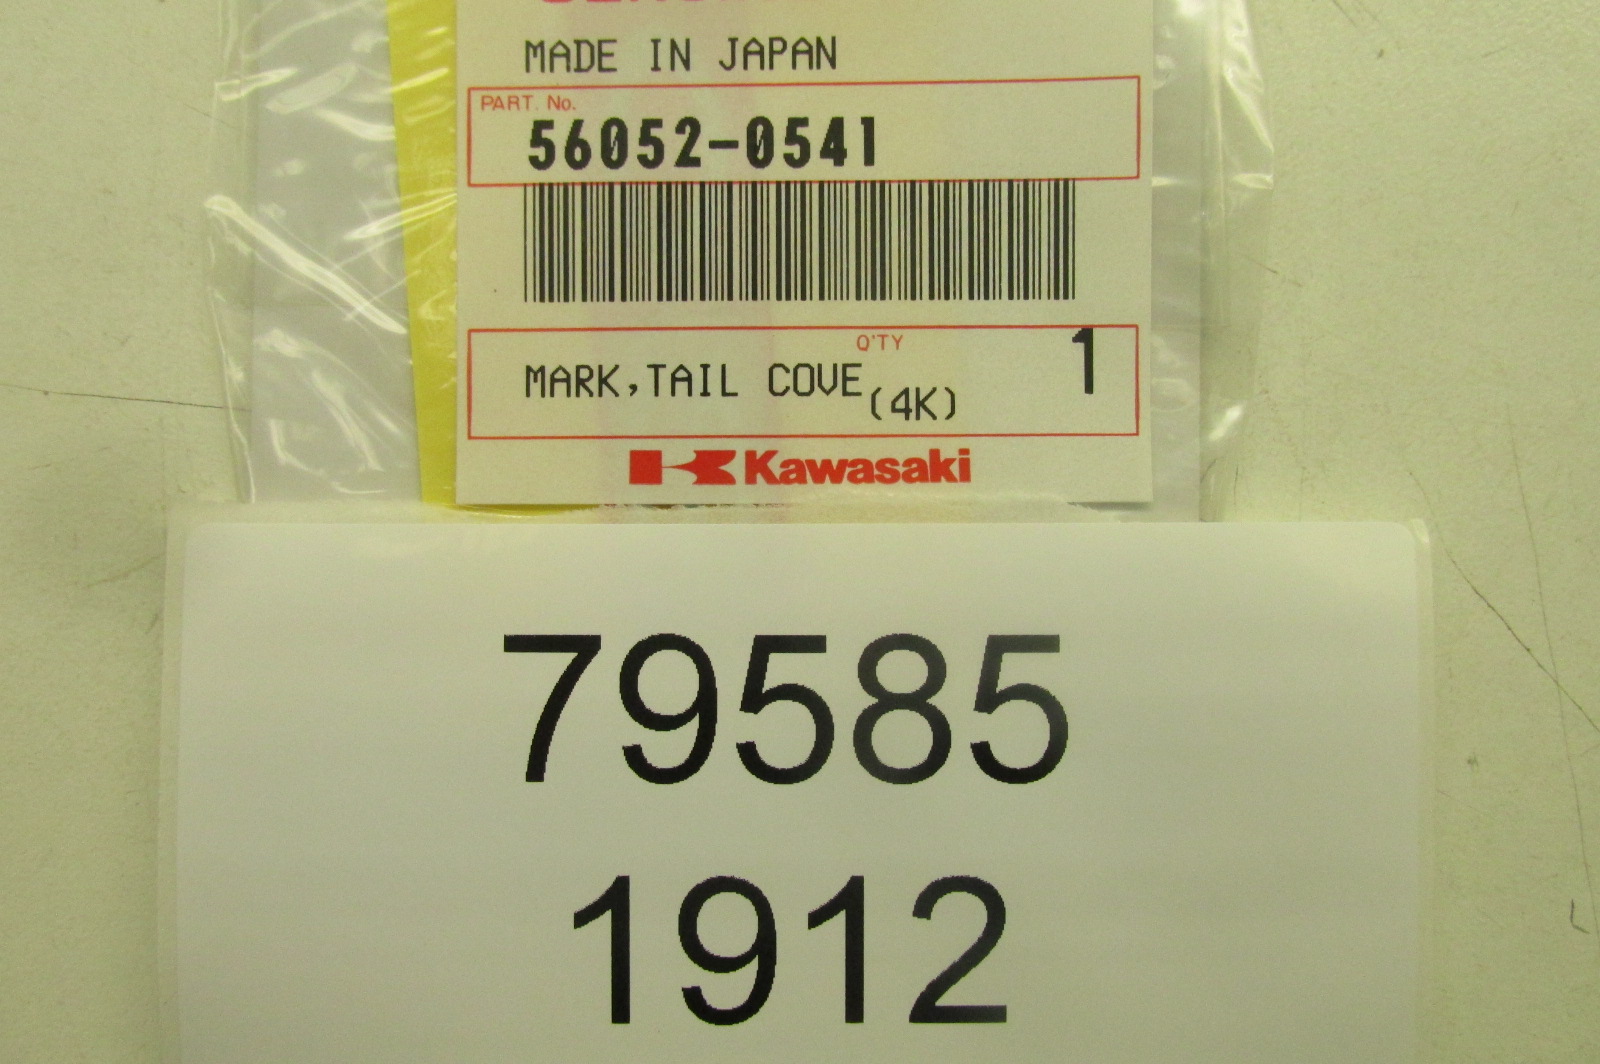 MADE IN JAPAN
PART. No.
56052-0541
Q'TY
MARK,TAIL COVE (4K) 1
Kawasaki
79585
1912